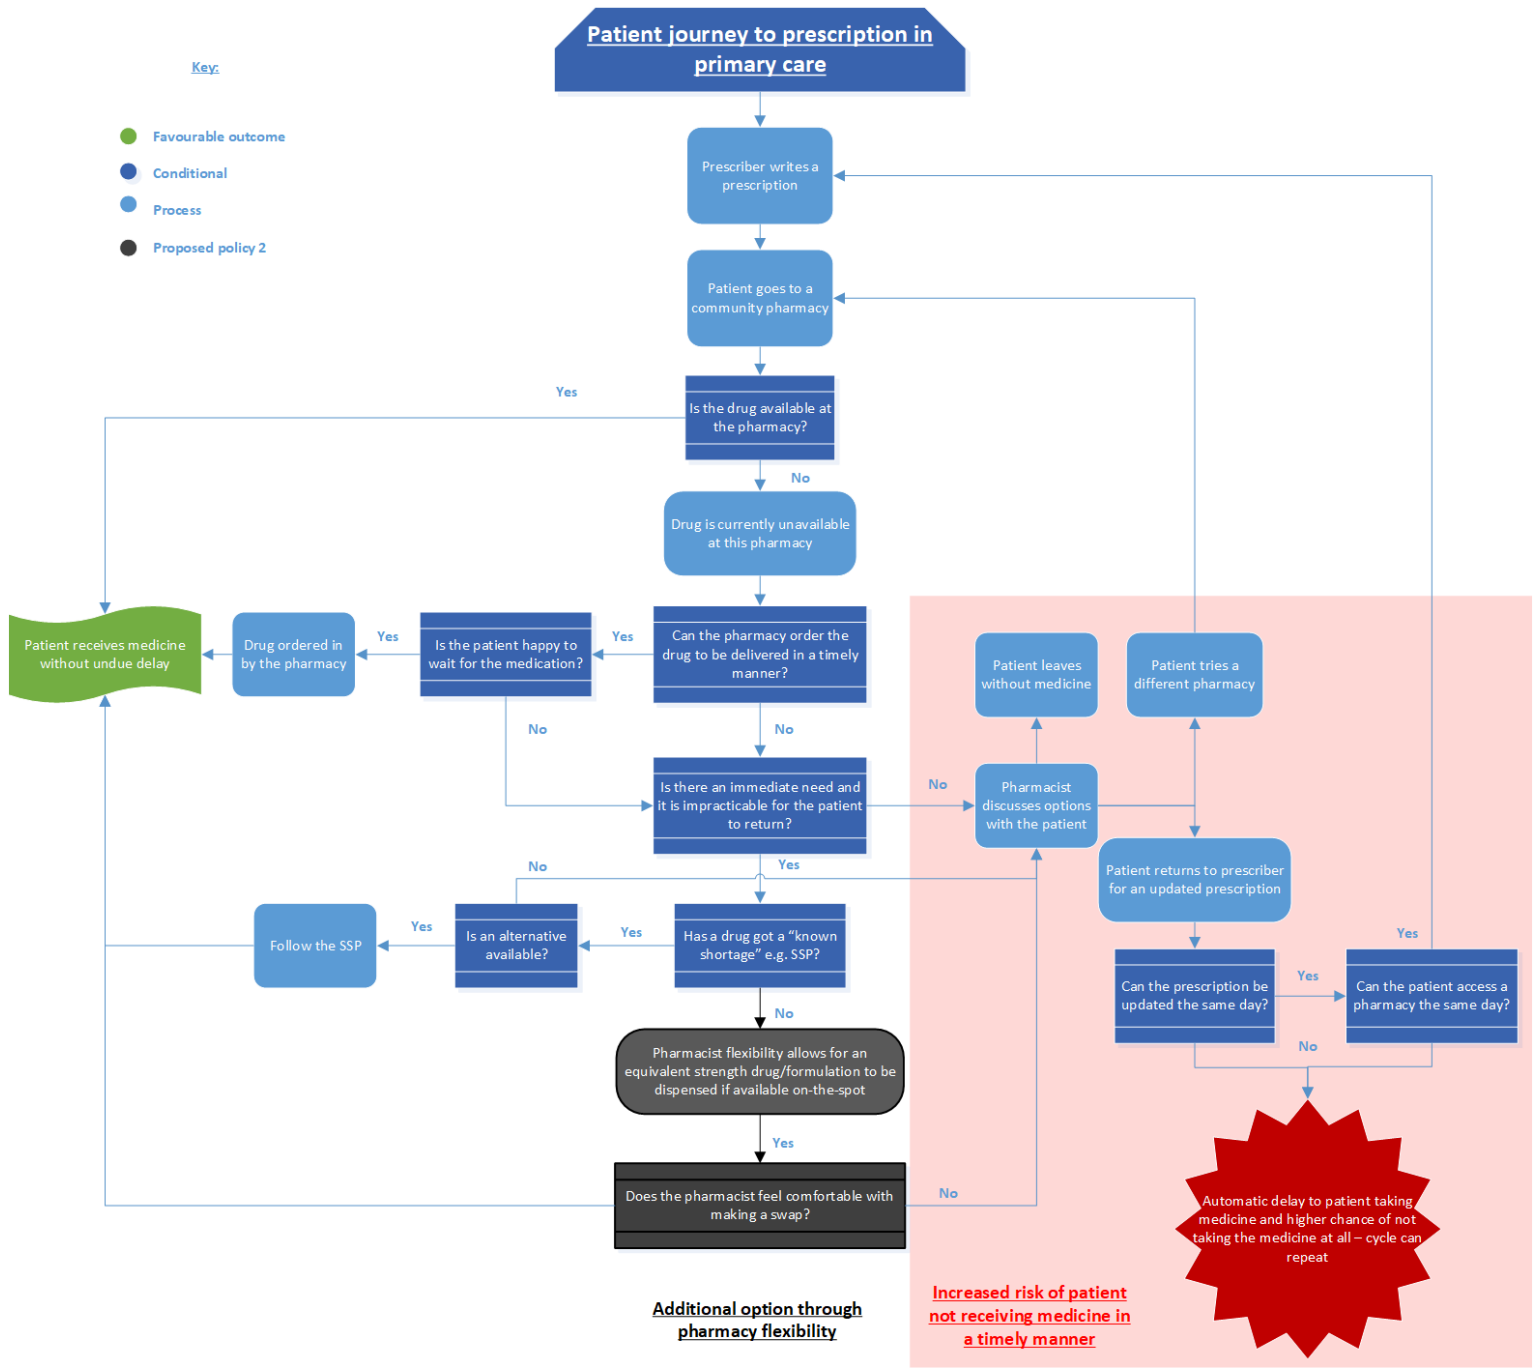 Patient journey to prescription in
primary care
Key:
Favourable outcome
Conditional
Process
Proposed policy 2
Prescriber writes a
prescription
Patient goes to a
community pharmacy
Yes
Is the drug available at
the pharmacy?
No
Drug is currently unavailable
at this pharmacy
Patient receives medicine
without undue delay
Drug ordered in
by the pharmacy
Yes
Is the patient happy to
wait for the medication?
Yes
Can the pharmacy order the
drug to be delivered in a timely
manner?
Patient leaves
without medicine
Patient tries a
different pharmacy
No
No
Is there an immediate need and
it is impracticable for the patient
to return?
No
Pharmacist
discusses options
with the patient
No
Yes
Patient returns to prescriber
for an updated prescription
Follow the SSP
Yes
Is an alternative
available?
Yes
Has a drug got a “known
shortage” e.g. SSP?
Yes
Can the prescription be
updated the same day?
Yes
Can the patient access a
pharmacy the same day?
No
No
Pharmacist flexibility allows for an
equivalent strength drug/formulation to be
dispensed if available on-the-spot
Yes
Does the pharmacist feel comfortable with
making a swap?
No
Automatic delay to patient taking
medicine and higher chance of not
taking the medicine at all – cycle can
repeat
Additional option through
pharmacy flexibility
Increased risk of patient
not receiving medicine in
a timely manner